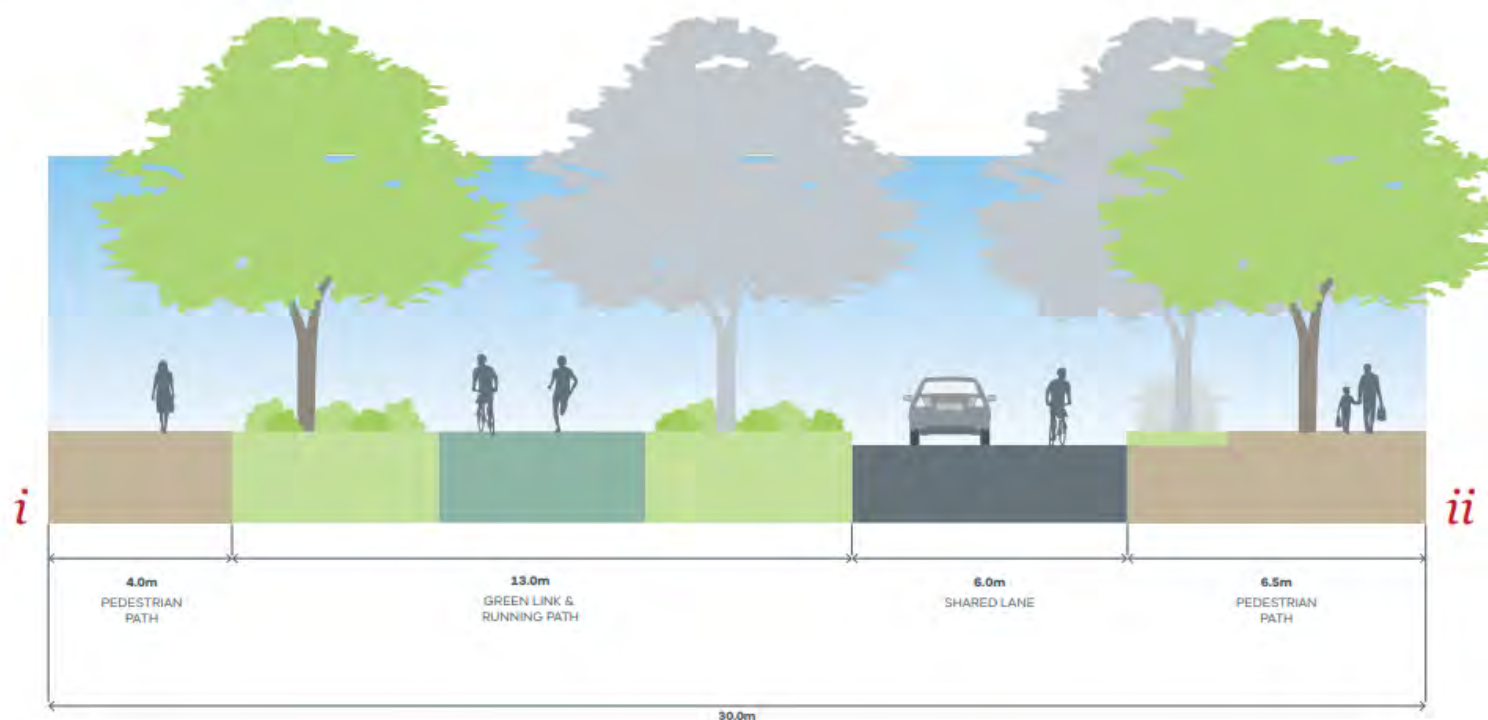 i
ii
4.0m
PEDESTRIAN
PATH
13.0m
GREEN LINK &
RUNNING PATH
6.0m
SHARED LANE
6.5m
PEDESTRIAN
PATH
30.0m